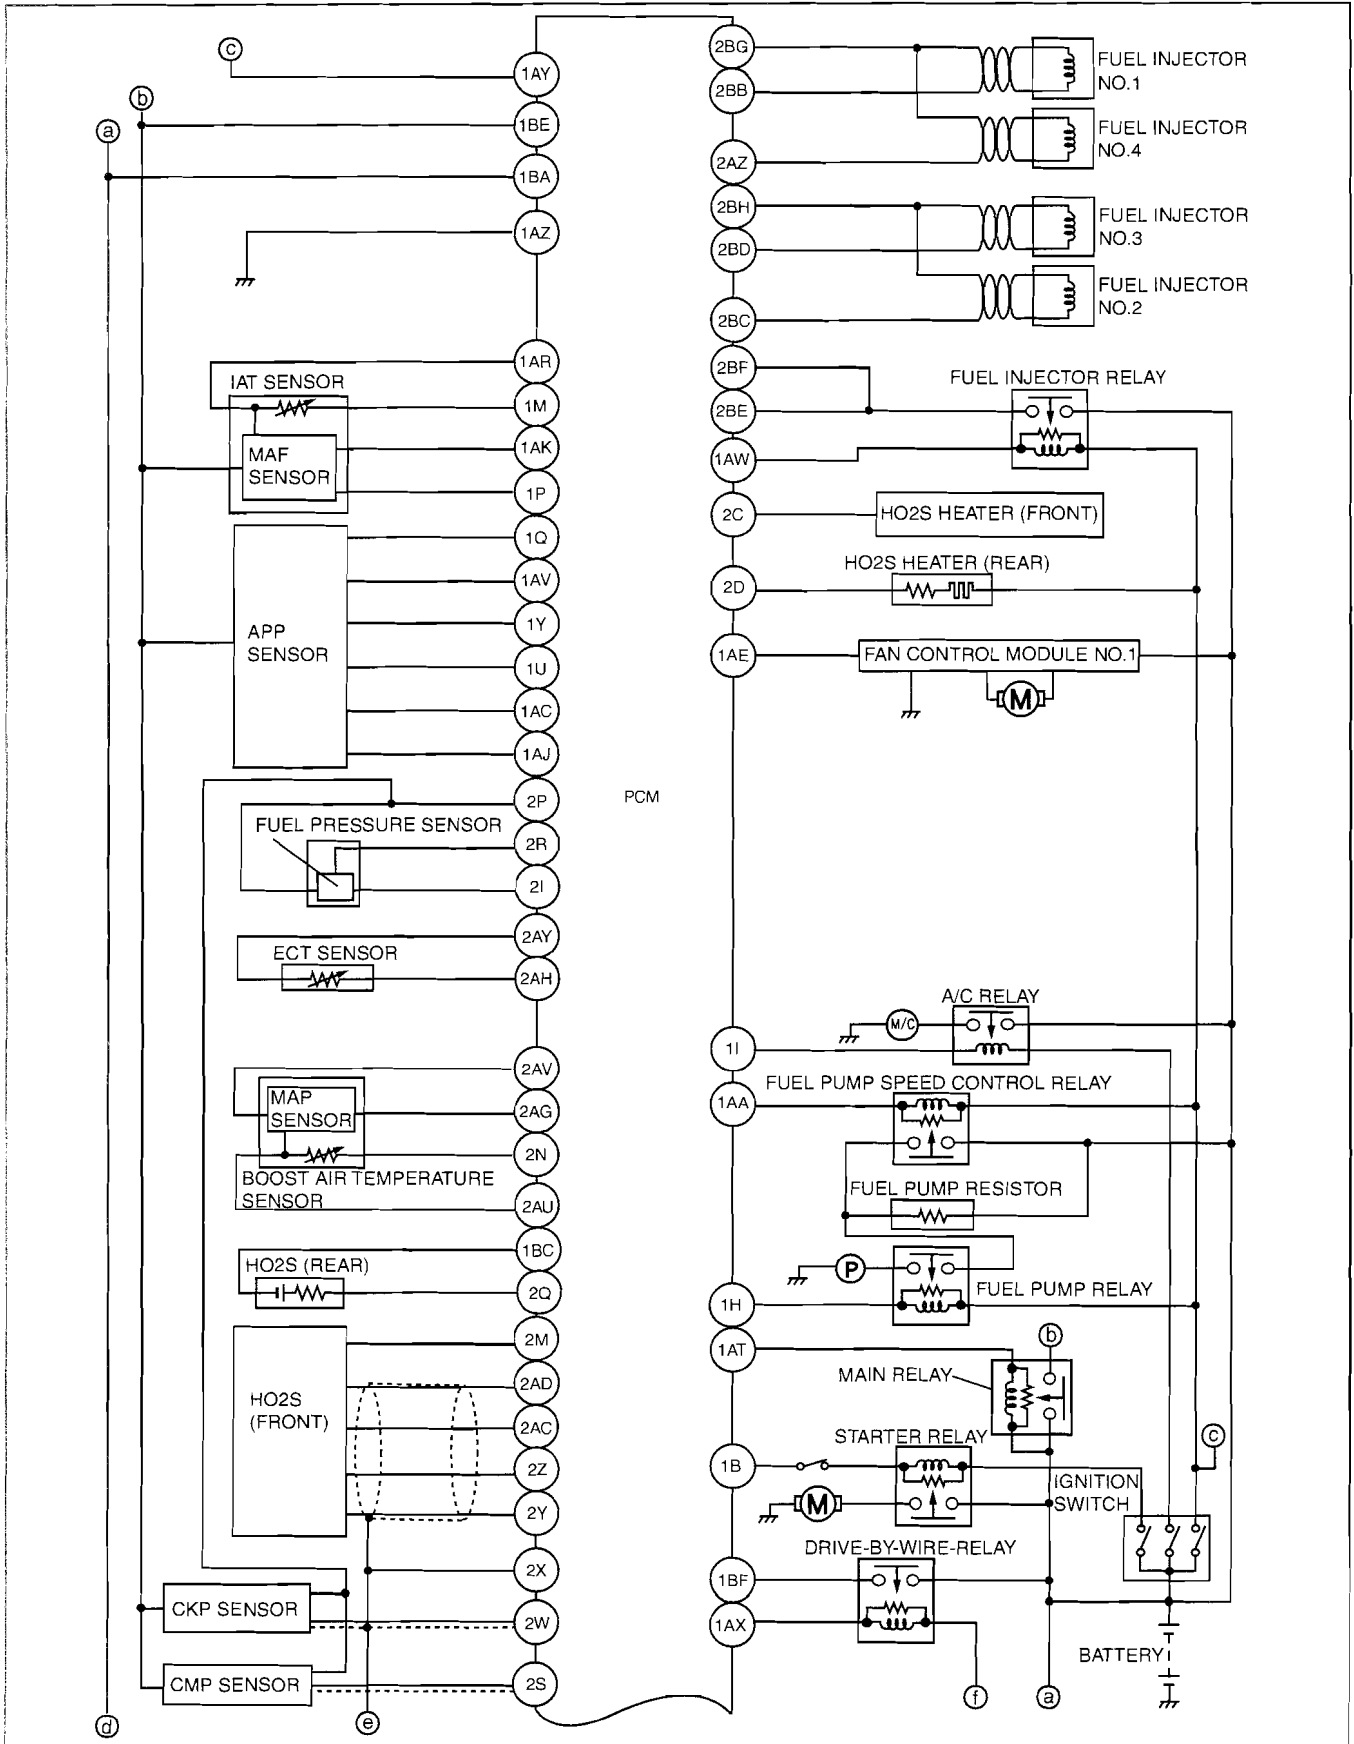 c
1AY
b
1BE
a
1BA
1AZ
1AR
IAT SENSOR
1M
MAF
SENSOR
1AK
1P
1Q
1AV
APP
SENSOR
1Y
1U
1AC
1AJ
2P
FUEL PRESSURE SENSOR
2R
2I
2AY
ECT SENSOR
2AH
2AV
MAP
SENSOR
2AG
2N
BOOST AIR TEMPERATURE
SENSOR
2AU
1BC
HO2S (REAR)
2Q
2M
2AD
HO2S
(FRONT)
2AC
2Z
2Y
2X
CKP SENSOR
2W
CMP SENSOR
2S
d
e
PCM
2BG
FUEL INJECTOR
NO.1
2BB
FUEL INJECTOR
NO.4
2AZ
2BH
FUEL INJECTOR
NO.3
2BD
FUEL INJECTOR
NO.2
2BC
2BF
FUEL INJECTOR RELAY
2BE
1AW
2C
HO2S HEATER (FRONT)
HO2S HEATER (REAR)
2D
1AE
FAN CONTROL MODULE NO.1
M
A/C RELAY
M/C
1I
FUEL PUMP SPEED CONTROL RELAY
1AA
FUEL PUMP RESISTOR
P
FUEL PUMP RELAY
1H
1AT
b
MAIN RELAY
STARTER RELAY
c
1B
IGNITION
SWITCH
M
DRIVE-BY-WIRE-RELAY
1BF
1AX
BATTERY
f
a